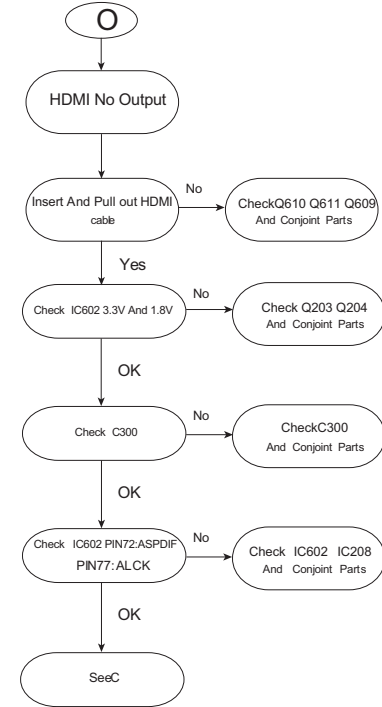 O
HDMI No Output
Insert And Pull out HDMI
cable
No
CheckQ610 Q611 Q609
And Conjoint Parts
Yes
Check IC602 3.3V And 1.8V
No
Check Q203 Q204
And Conjoint Parts
OK
Check C300
No
CheckC300
And Conjoint Parts
OK
Check IC602 PIN72:ASPDIF
PIN77:ALCK
No
Check IC602 IC208
And Conjoint Parts
OK
SeeC